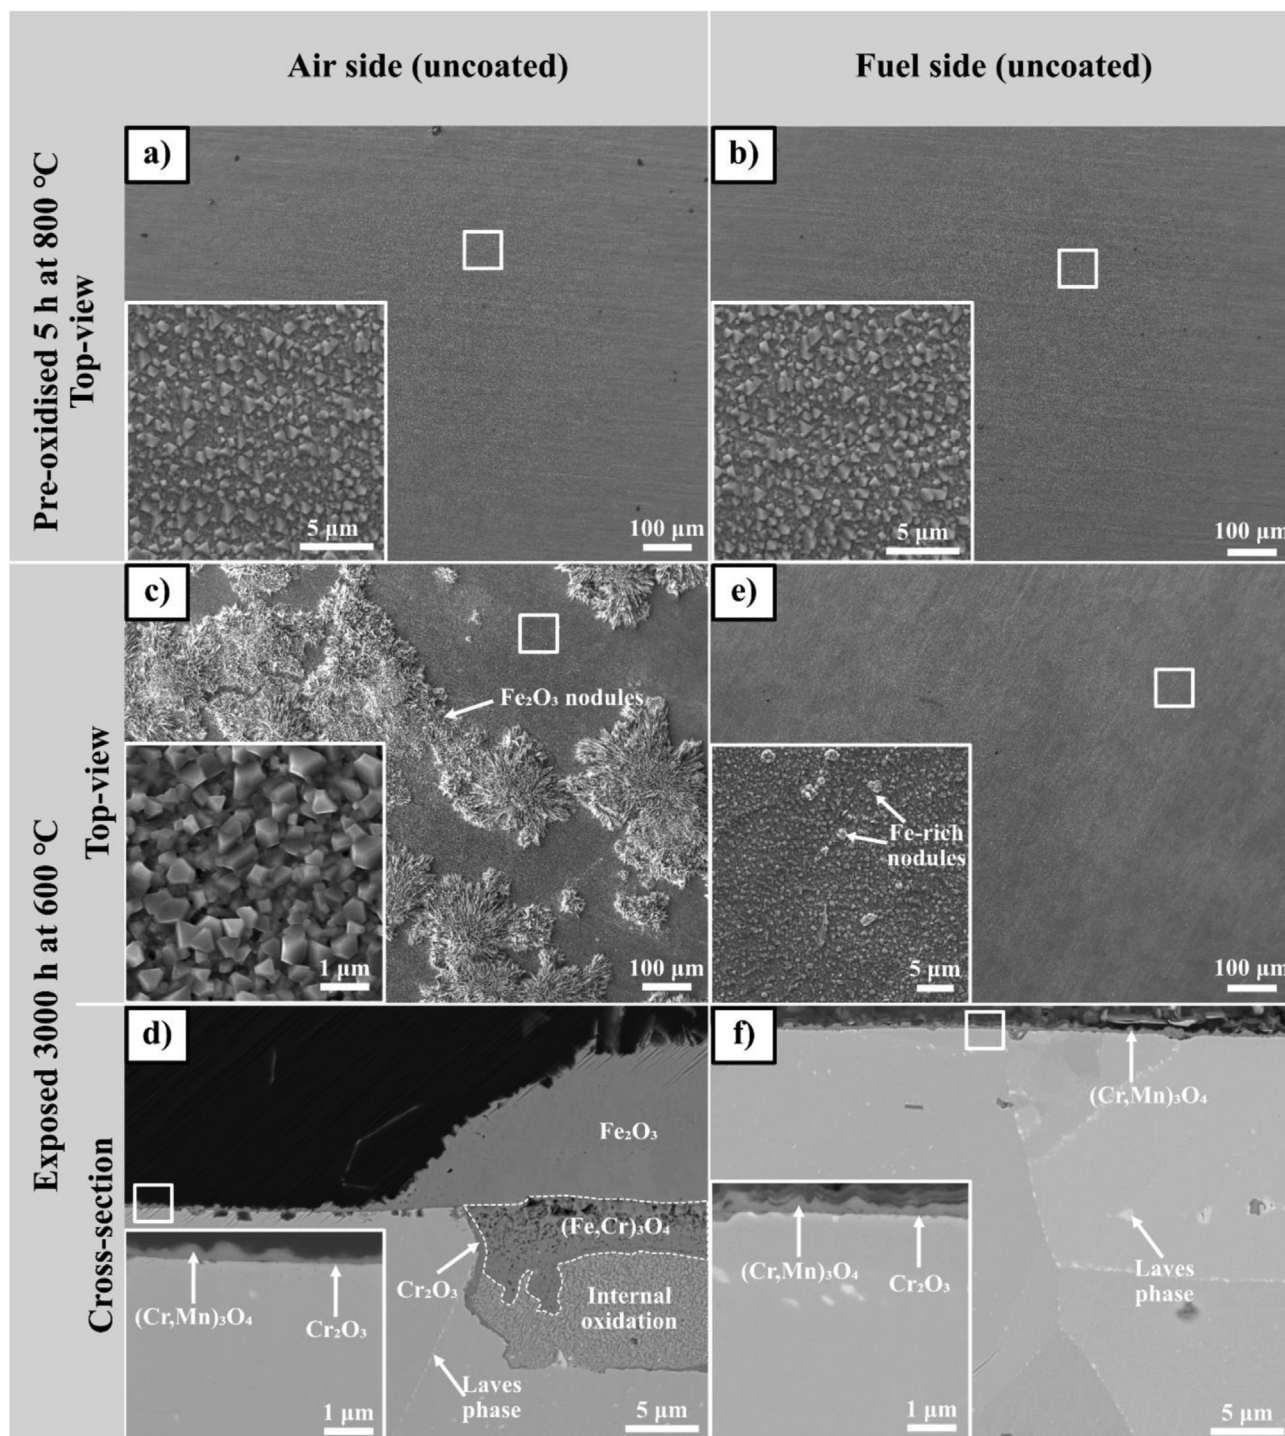 Air side (uncoated)
Fuel side (uncoated)
Pre-oxidised 5 h at 800 °C
Top-view
a)
5 µm
100 µm
b)
5 µm
100 µm
Exposed 3000 h at 600 °C
Top-view
c)
Fe₂O₃ nodules
1 µm
100 µm
e)
Fe-rich
nodules
5 µm
100 µm
Cross-section
d)
Fe₂O₃
(Fe,Cr)₃O₄
Cr₂O₃
Internal
oxidation
(Cr,Mn)₃O₄
Cr₂O₃
Laves
phase
1 µm
5 µm
f)
(Cr,Mn)₃O₄
(Cr,Mn)₃O₄
Cr₂O₃
Laves
phase
1 µm
5 µm